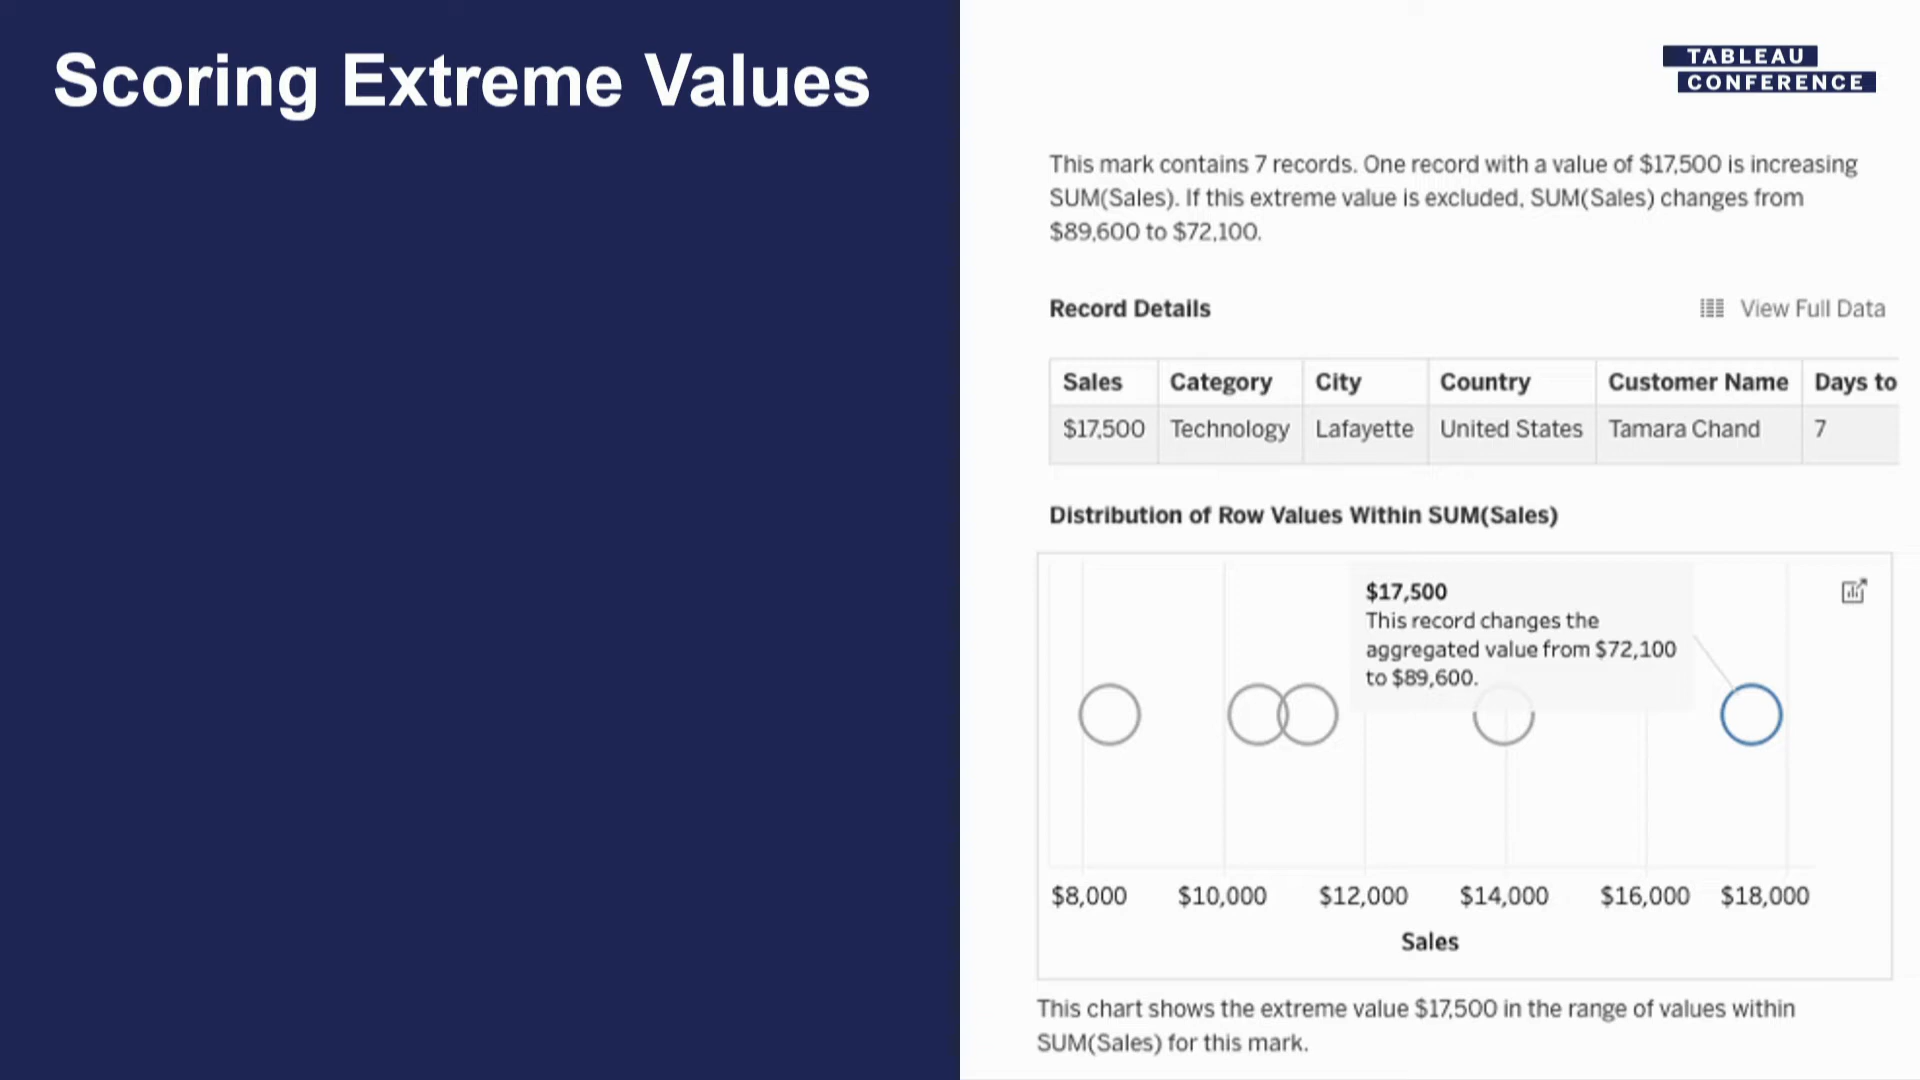 Scoring Extreme Values
TABLEAU
CONFERENCE
This mark contains 7 records. One record with a value of $17,500 is increasing
SUM(Sales). If this extreme value is excluded, SUM(Sales) changes from
$89,600 to $72,100.
Record Details
View Full Data
Sales Category City Country Customer Name Days to
$17,500 Technology Lafayette United States Tamara Chand 7
Distribution of Row Values Within SUM(Sales)
$17,500
This record changes the
aggregated value from $72,100
to $89,600.
$8,000 $10,000 $12,000 $14,000 $16,000 $18,000
Sales
This chart shows the extreme value $17,500 in the range of values within
SUM(Sales) for this mark.